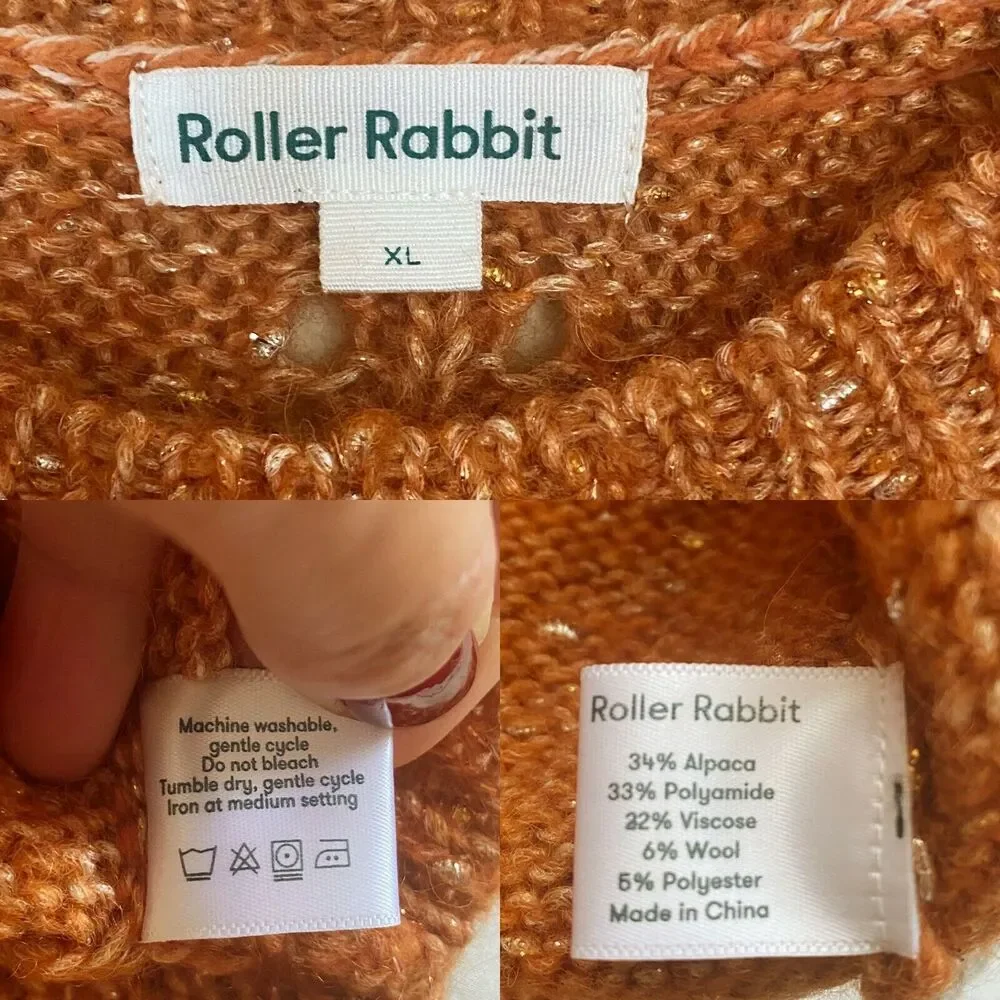 Roller Rabbit
XL
Machine washable,
gentle cycle
Do not bleach
Tumble dry, gentle cycle
Iron at medium setting
Roller Rabbit
34% Alpaca
33% Polyamide
22% Viscose
6% Wool
5% Polyester
Made in China